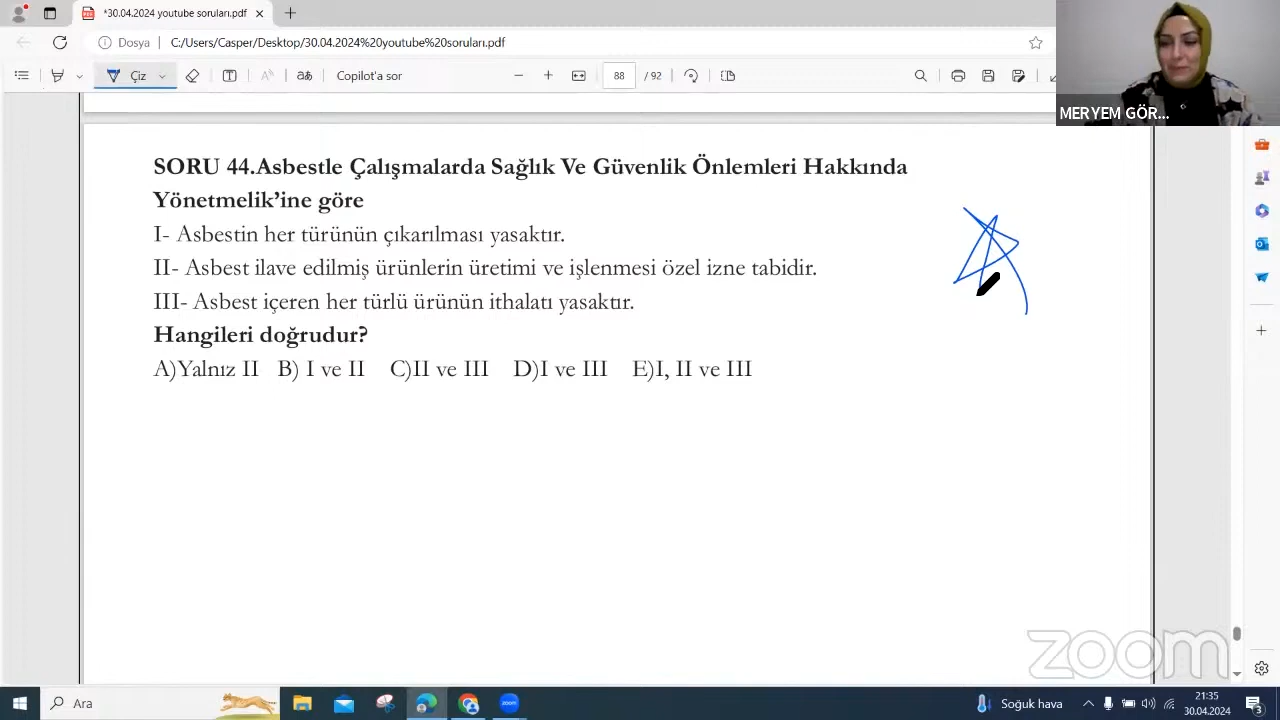 *30.04.2024 youtube soruları.pdf
Dosya
C:/Users/Casper/Desktop/30.04.2024%20youtube%20soruları.pdf
Çiz
Copilot'a sor
88 / 92
MERYEM GÖR...
SORU 44.Asbestle Çalışmalarda Sağlık Ve Güvenlik Önlemleri Hakkında
Yönetmelik’ine göre
I- Asbestin her türünün çıkarılması yasaktır.
II- Asbest ilave edilmiş ürünlerin üretimi ve işlenmesi özel izne tabidir.
III- Asbest içeren her türlü ürünün ithalatı yasaktır.
Hangileri doğrudur?
A)Yalnız II B) I ve II C)II ve III D)I ve III E)I, II ve III
zoom
Ara
zoom
Soğuk hava
21:35
30.04.2024
3